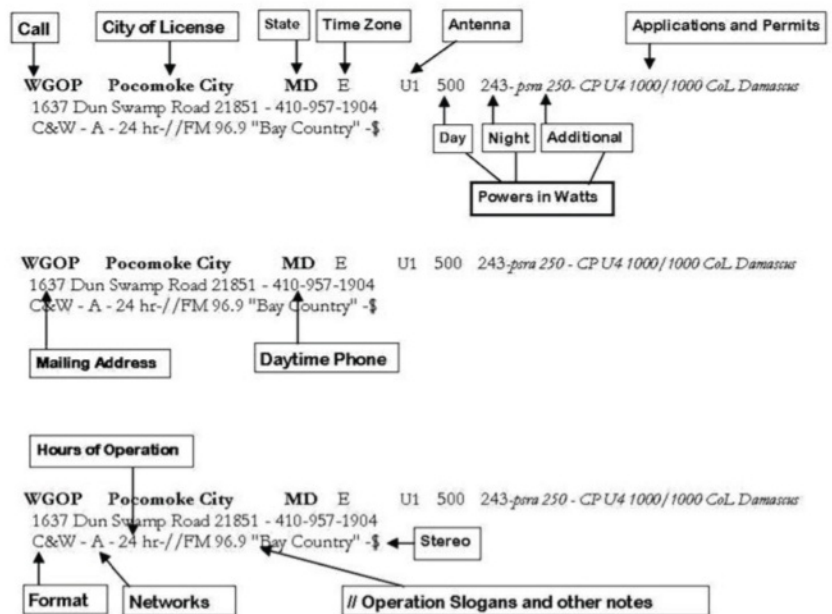 Call City of License State Time Zone Antenna Applications and Permits
WGOP Pocomoke City MD E U1 500 243-psra 250- CP U4 1000/1000 CoL Damascus
1637 Dun Swamp Road 21851 - 410-957-1904
C&W - A - 24 hr-//FM 96.9 "Bay Country" -$
Day Night Additional
Powers in Watts
WGOP Pocomoke City MD E U1 500 243-psra 250 - CP U4 1000/1000 CoL Damascus
1637 Dun Swamp Road 21851 - 410-957-1904
C&W - A - 24 hr-//FM 96.9 "Bay Country" -$
Mailing Address Daytime Phone
Hours of Operation
WGOP Pocomoke City MD E U1 500 243-psra 250 - CP U4 1000/1000 CoL Damascus
1637 Dun Swamp Road 21851 - 410-957-1904
C&W - A - 24 hr-//FM 96.9 "Bay Country" -$ Stereo
Format Networks // Operation Slogans and other notes